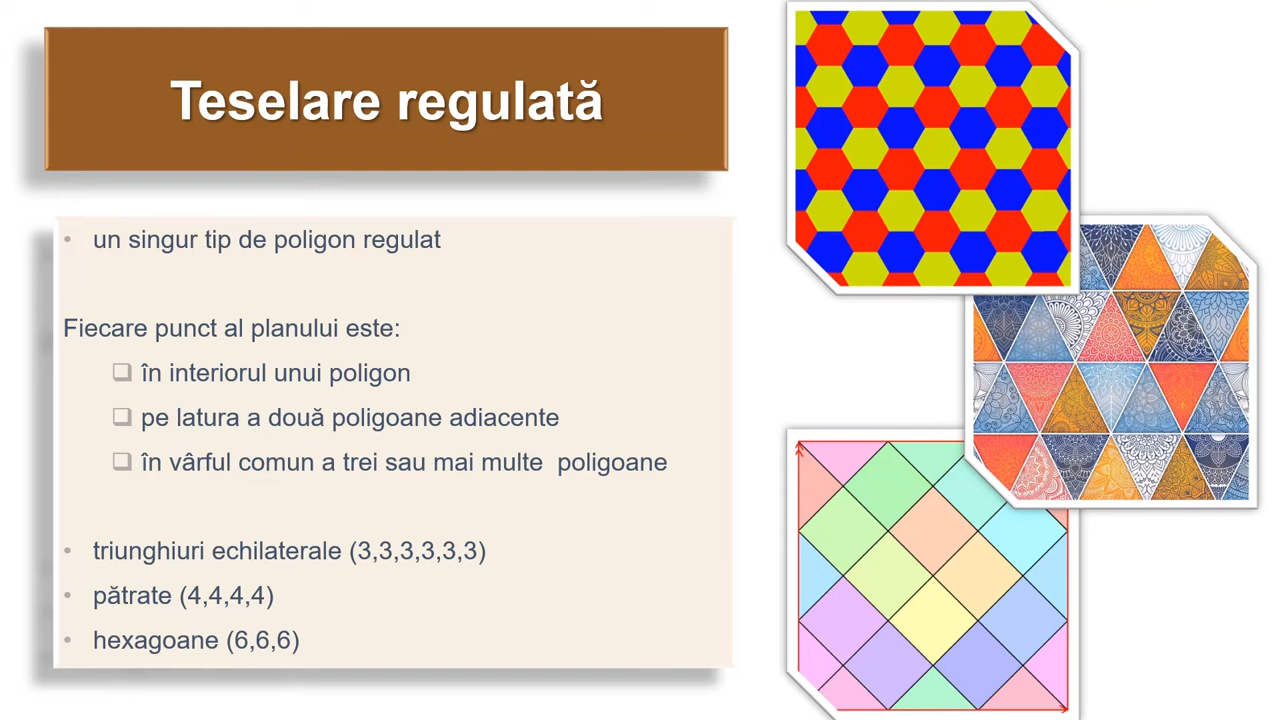 Teselare regulată
• un singur tip de poligon regulat
Fiecare punct al planului este:
❑ în interiorul unui poligon
❑ pe latura a două poligoane adiacente
❑ în vârful comun a trei sau mai multe  poligoane
• triunghiuri echilaterale (3,3,3,3,3,3)
• pătrate (4,4,4,4)
• hexagoane (6,6,6)